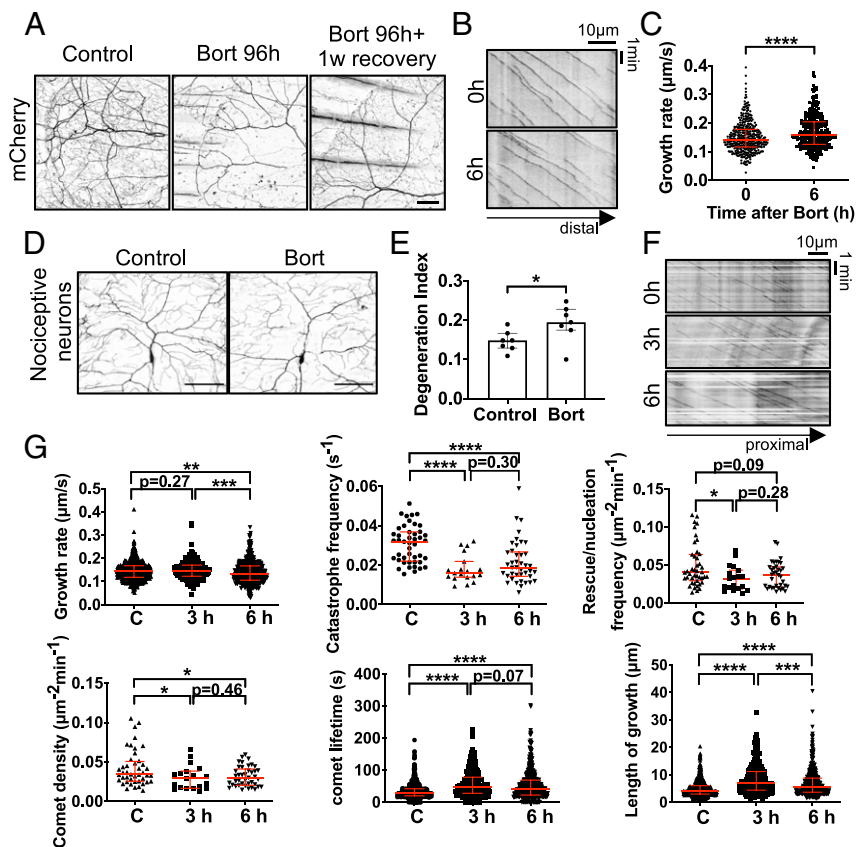 A
Control
Bort 96h
Bort 96h+
1w recovery
mCherry
B
10µm
1 min
0h
6h
distal
C
****
Growth rate (µm/s)
0.4
0.3
0.2
0.1
0.0
0
6
Time after Bort (h)
D
Control
Bort
Nociceptive
neurons
E
Degeneration Index
0.3
0.2
0.1
0.0
*
Control
Bort
F
10µm
1 min
0h
3h
6h
proximal
G
**
p=0.27
***
Growth rate (µm/s)
0.5
0.4
0.3
0.2
0.1
0.0
C
3 h
6 h
****
****
p=0.30
Catastrophe frequency (s-1)
0.06
0.04
0.02
0.00
C
3 h
6 h
p=0.09
*
p=0.28
Rescue/nucleation
frequency (µm-2min-1)
0.15
0.10
0.05
0.00
C
3 h
6 h
*
*
p=0.46
Comet density (µm-2min-1)
0.15
0.10
0.05
0.00
C
3 h
6 h
****
****
p=0.07
comet lifetime (s)
400
300
200
100
0
C
3 h
6 h
****
****
***
Length of growth (µm)
50
40
30
20
10
0
C
3 h
6 h